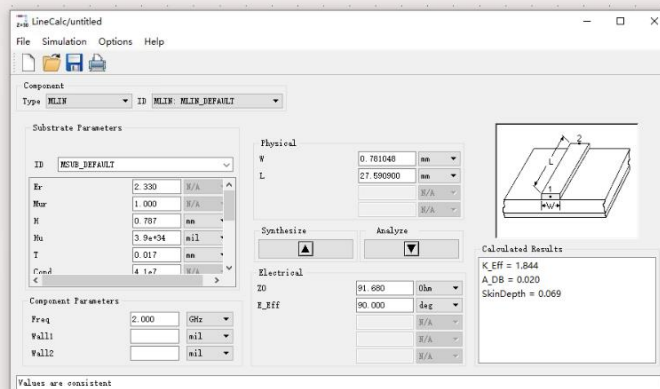 LineCalc/untitled
File Simulation Options Help
Component
Type MLIN ID MLIN: MLIN_DEFAULT
Substrate Parameters
ID MSUB_DEFAULT
Er 2.330 N/A
Mur 1.000 N/A
H 0.787 mm
Hu 3.9e+34 mil
T 0.017 mm
Cond 4.1e7 N/A
Component Parameters
Freq 2.000 GHz
Wall1 mil
Wall2 mil
Physical
W 0.781048 mm
L 27.590900 mm
N/A
N/A
Synthesize Analyze
Electrical
Z0 91.680 Ohm
E_Eff 90.000 deg
N/A
N/A
N/A
2
L
1
W
Calculated Results
K_Eff = 1.844
A_DB = 0.020
SkinDepth = 0.069
Values are consistent